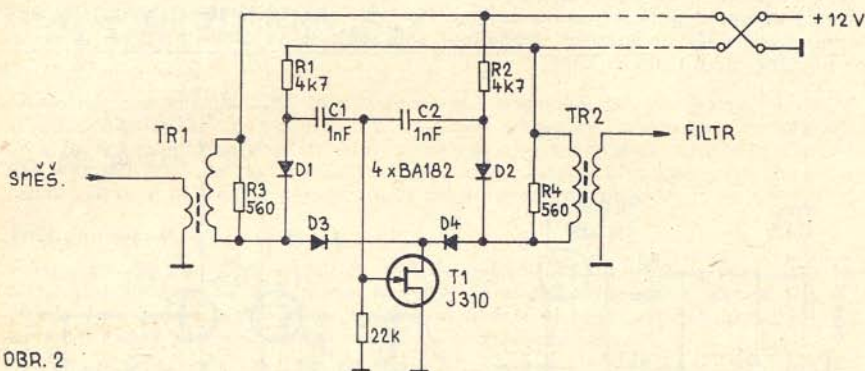 + 12 V
R1
4k7
R2
4k7
C1
1nF
C2
1nF
TR1
TR2
FILTR
SMĚŠ.
D1
4 x BA182
D2
R3
560
R4
560
D3
D4
T1
J310
22k
OBR. 2